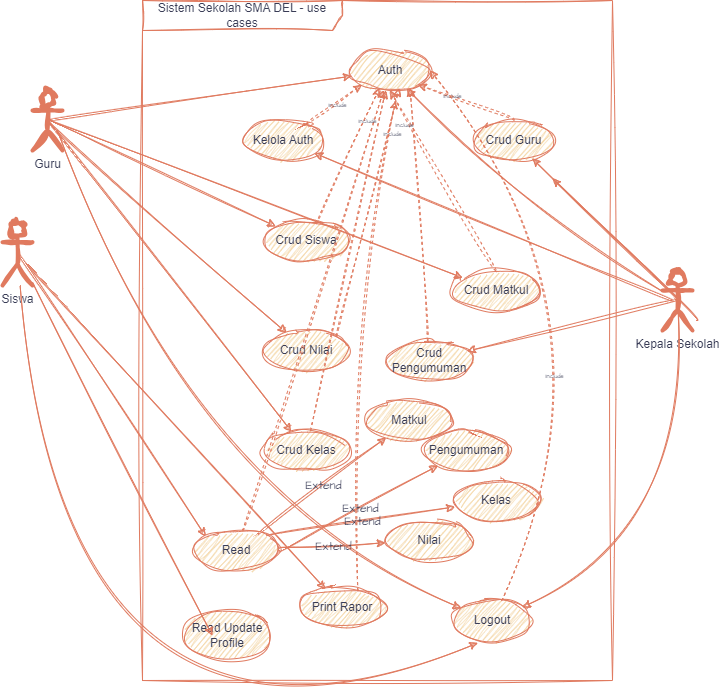 Sistem Sekolah SMA DEL - use
cases
Auth
include
include
include
include
include
Kelola Auth
Crud Guru
Guru
Siswa
Crud Siswa
Crud Matkul
Kepala Sekolah
Crud Nilai
Crud
Pengumuman
include
Matkul
Crud Kelas
Pengumuman
Extend
Kelas
Extend
Extend
Nilai
Extend
Read
Print Rapor
Logout
Read Update
Profile